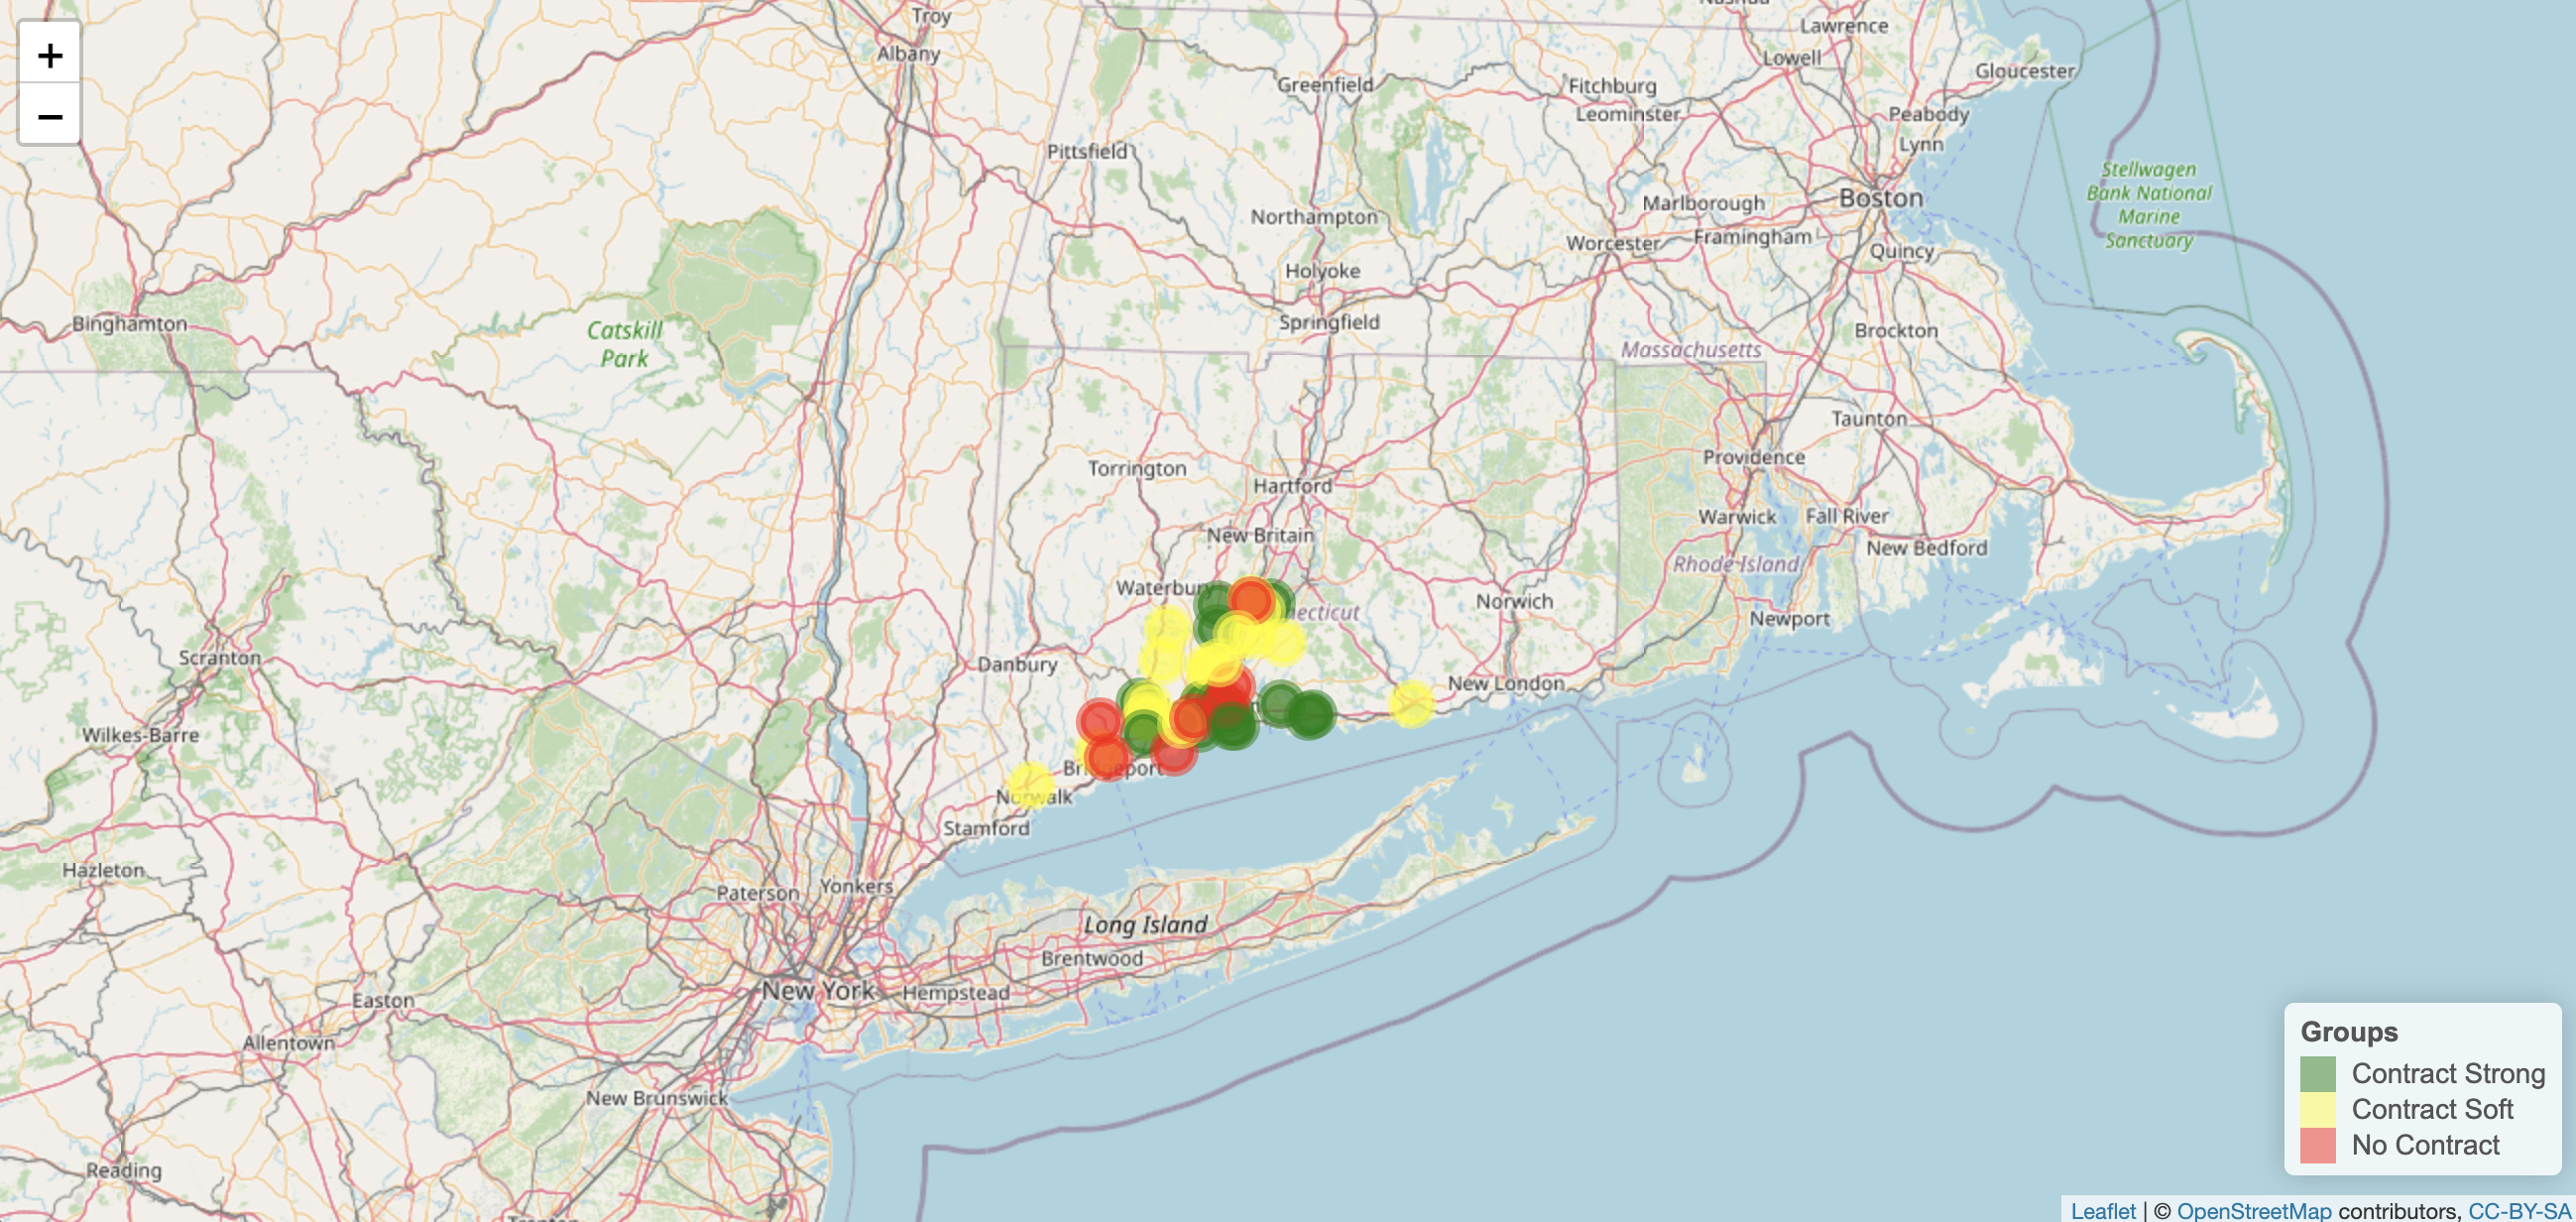 +
−
Troy
Albany
Lawrence
Lowell
Gloucester
Greenfield
Fitchburg
Leominster
Peabody
Lynn
Pittsfield
Stellwagen
Bank National
Marine
Sanctuary
Boston
Marlborough
Northampton
Worcester
Framingham
Quincy
Holyoke
Binghamton
Catskill
Park
Springfield
Brockton
Massachusetts
Taunton
Torrington
Providence
Hartford
Warwick
Fall River
New Britain
New Bedford
Rhode Island
Waterbury
Norwich
necticut
Newport
Scranton
Danbury
New London
Wilkes-Barre
Norwalk
Stamford
Hazleton
Paterson
Yonkers
Long Island
Brentwood
New York
Hempstead
Easton
Allentown
New Brunswick
Reading
Groups
Contract Strong
Contract Soft
No Contract
Leaflet | © OpenStreetMap contributors, CC-BY-SA